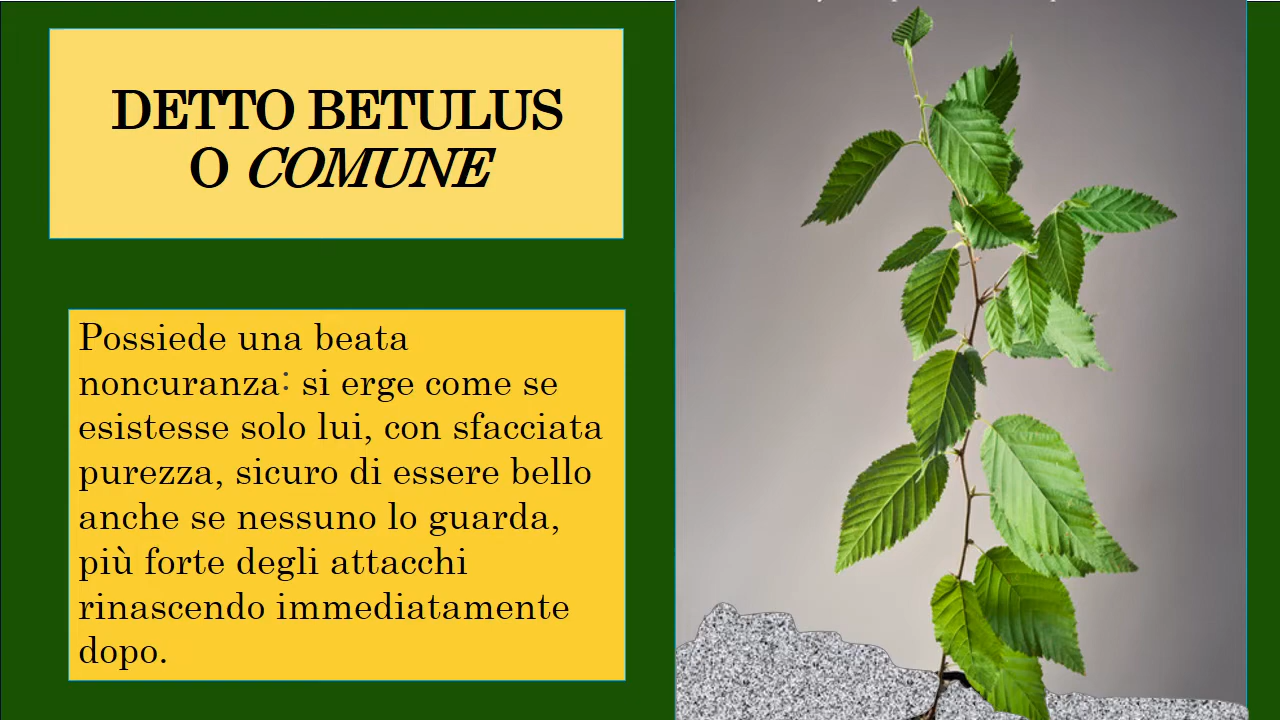 DETTO BETULUS
O COMUNE
Possiede una beata
noncuranza: si erge come se
esistesse solo lui, con sfacciata
purezza, sicuro di essere bello
anche se nessuno lo guarda,
più forte degli attacchi
rinascendo immediatamente
dopo.